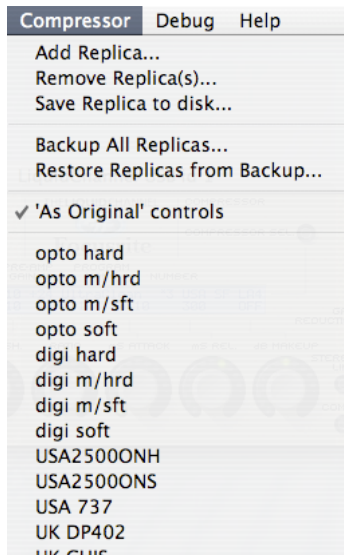 Compressor Debug Help
Add Replica...
Remove Replica(s)...
Save Replica to disk...
Backup All Replicas...
Restore Replicas from Backup...
✓ 'As Original' controls
opto hard
opto m/hrd
opto m/sft
opto soft
digi hard
digi m/hrd
digi m/sft
digi soft
USA2500ONH
USA2500ONS
USA 737
UK DP402